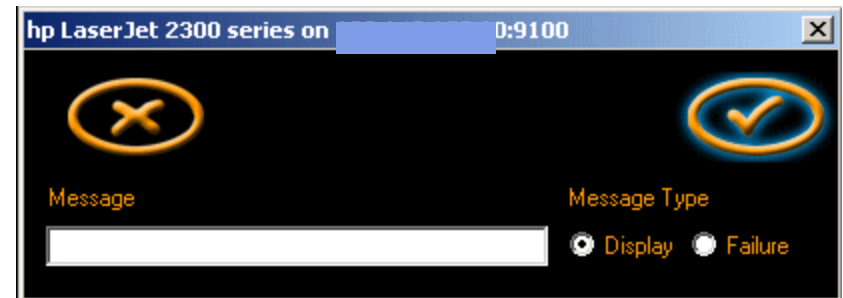 hp LaserJet 2300 series on 0:9100
Message
Message Type
Display Failure